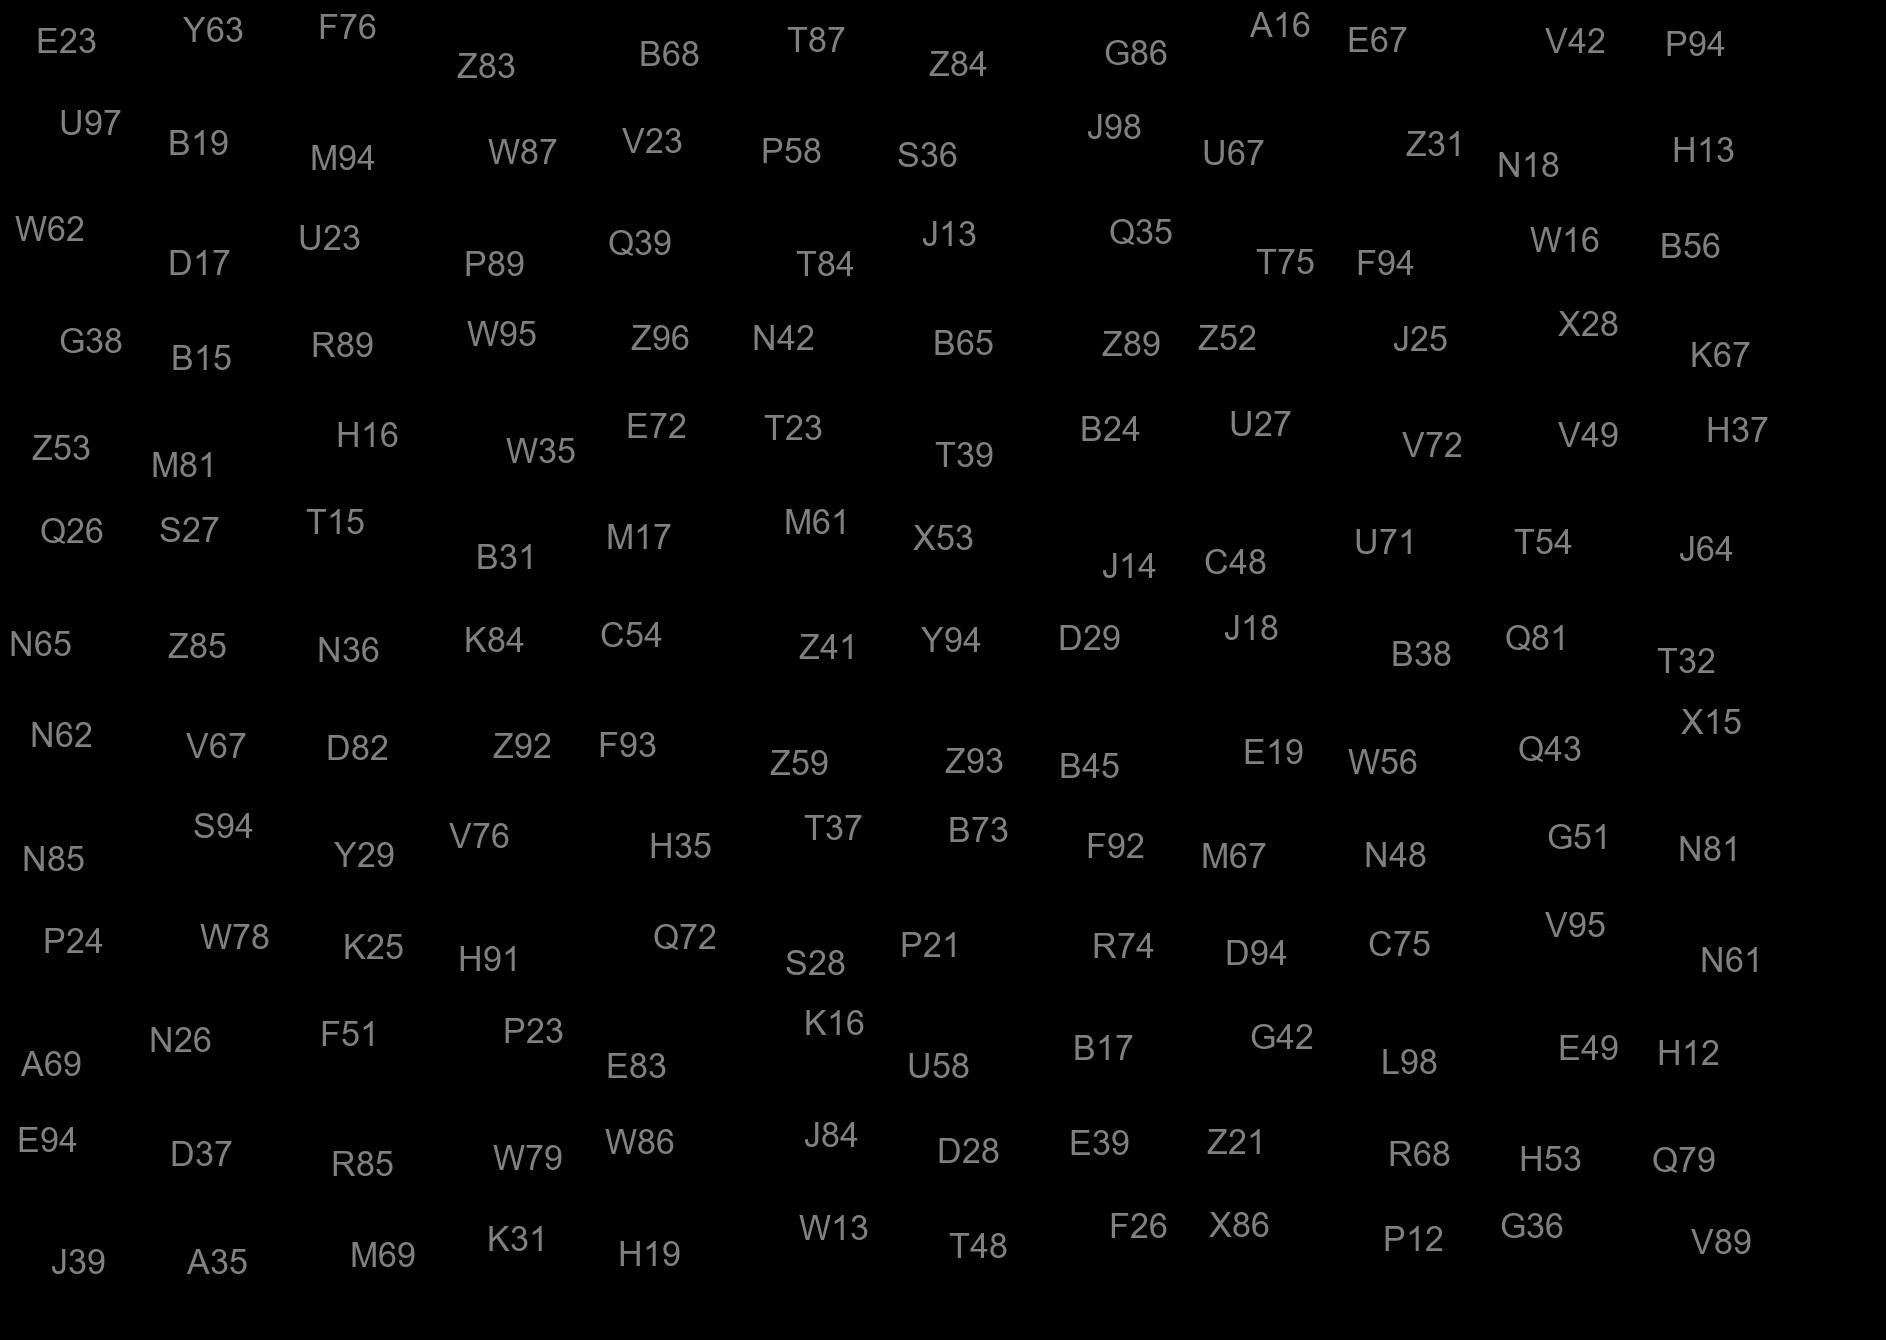 E23 Y63 F76 Z83 B68 T87 Z84 G86 A16 E67 V42 P94
U97 B19 M94 W87 V23 P58 S36 J98 U67 Z31 N18 H13
W62 D17 U23 P89 Q39 T84 J13 Q35 T75 F94 W16 B56
G38 B15 R89 W95 Z96 N42 B65 Z89 Z52 J25 X28 K67
Z53 M81 H16 W35 E72 T23 T39 B24 U27 V72 V49 H37
Q26 S27 T15 B31 M17 M61 X53 J14 C48 U71 T54 J64
N65 Z85 N36 K84 C54 Z41 Y94 D29 J18 B38 Q81 T32
N62 V67 D82 Z92 F93 Z59 Z93 B45 E19 W56 Q43 X15
N85 S94 Y29 V76 H35 T37 B73 F92 M67 N48 G51 N81
P24 W78 K25 H91 Q72 S28 P21 R74 D94 C75 V95 N61
A69 N26 F51 P23 E83 K16 U58 B17 G42 L98 E49 H12
E94 D37 R85 W79 W86 J84 D28 E39 Z21 R68 H53 Q79
J39 A35 M69 K31 H19 W13 T48 F26 X86 P12 G36 V89